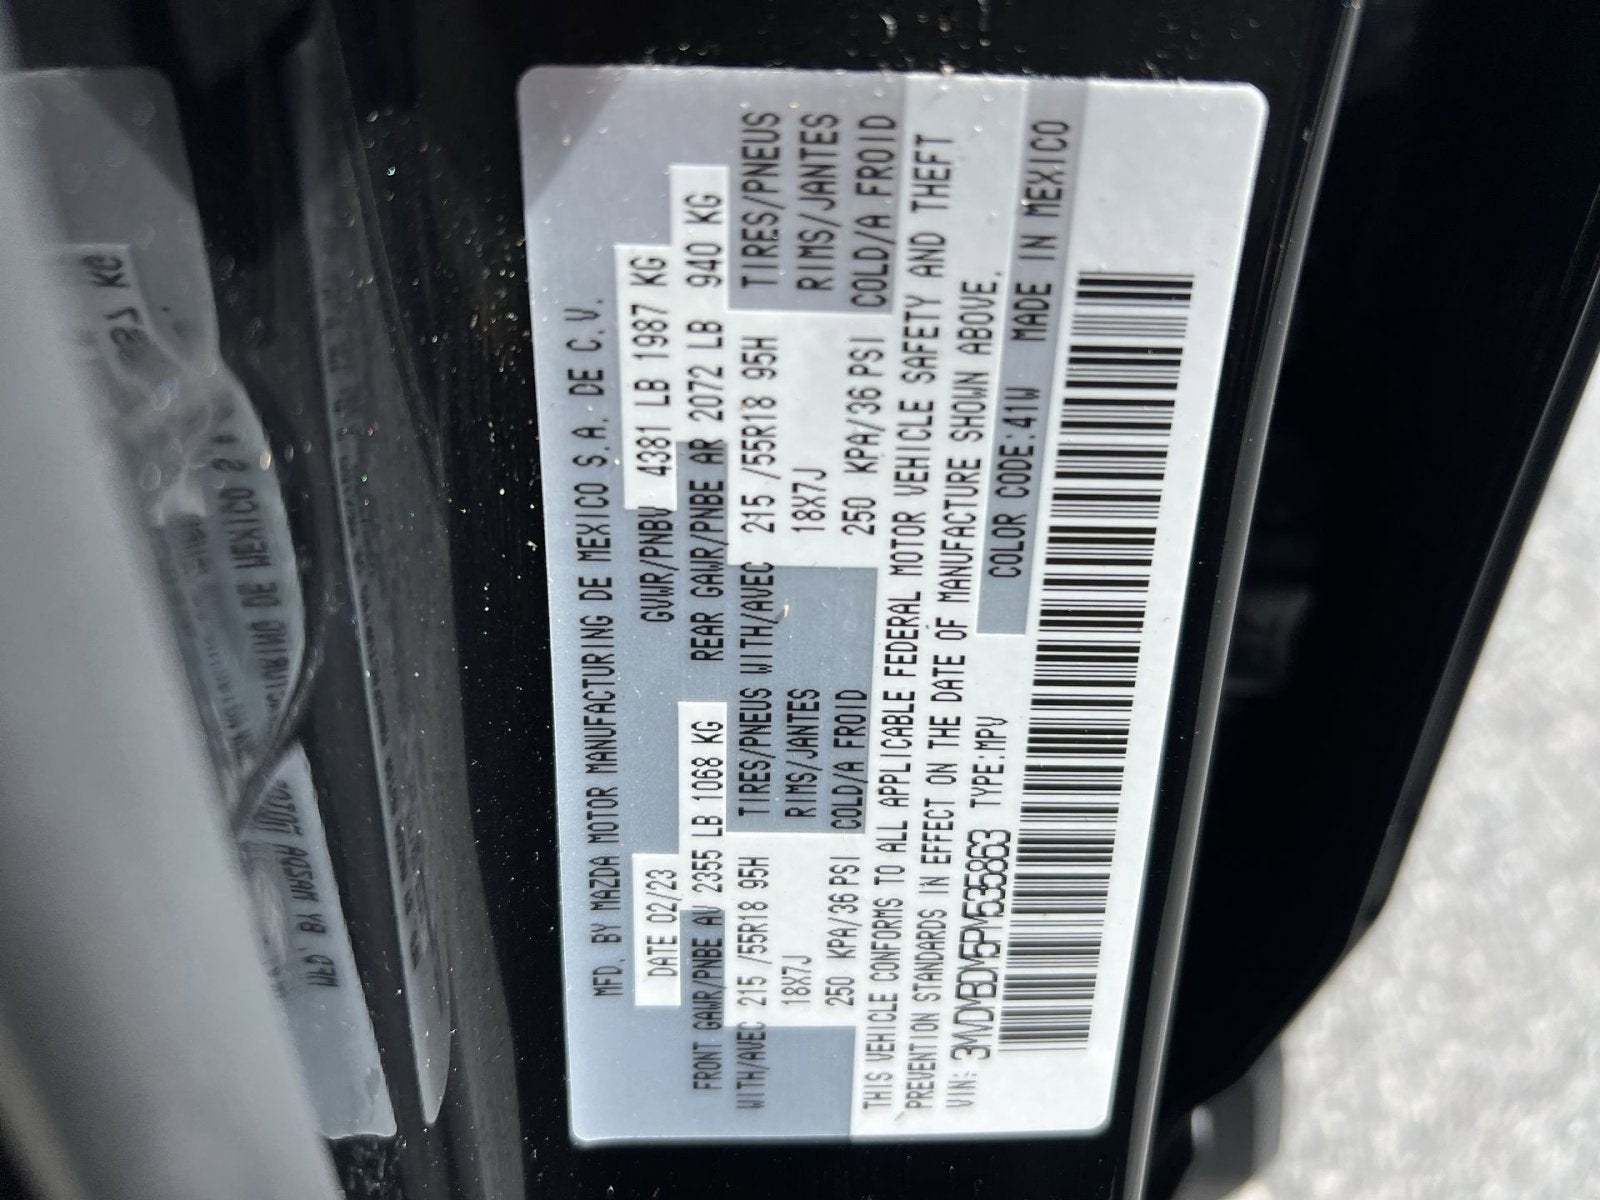 MFD. BY MAZDA MOTOR MANUFACTURING DE MEXICO S.A. DE C.V.
DATE 02/23 GVWR/PNBV 4381 LB 1987 KG
FRONT GAWR/PNBE AV 2355 LB 1068 KG REAR GAWR/PNBE AR 2072 LB 940 KG
WITH/AVEC 215 /55R18 95H TIRES/PNEUS WITH/AVEC 215 /55R18 95H TIRES/PNEUS
18X7J RIMS/JANTES 18X7J RIMS/JANTES
250 KPA/36 PSI COLD/A FROID 250 KPA/36 PSI COLD/A FROID
THIS VEHICLE CONFORMS TO ALL APPLICABLE FEDERAL MOTOR VEHICLE SAFETY AND THEFT
PREVENTION STANDARDS IN EFFECT ON THE DATE OF MANUFACTURE SHOWN ABOVE.
VIN: 3MVDMBDM5PM535863 TYPE:MPV COLOR CODE:41W MADE IN MEXICO